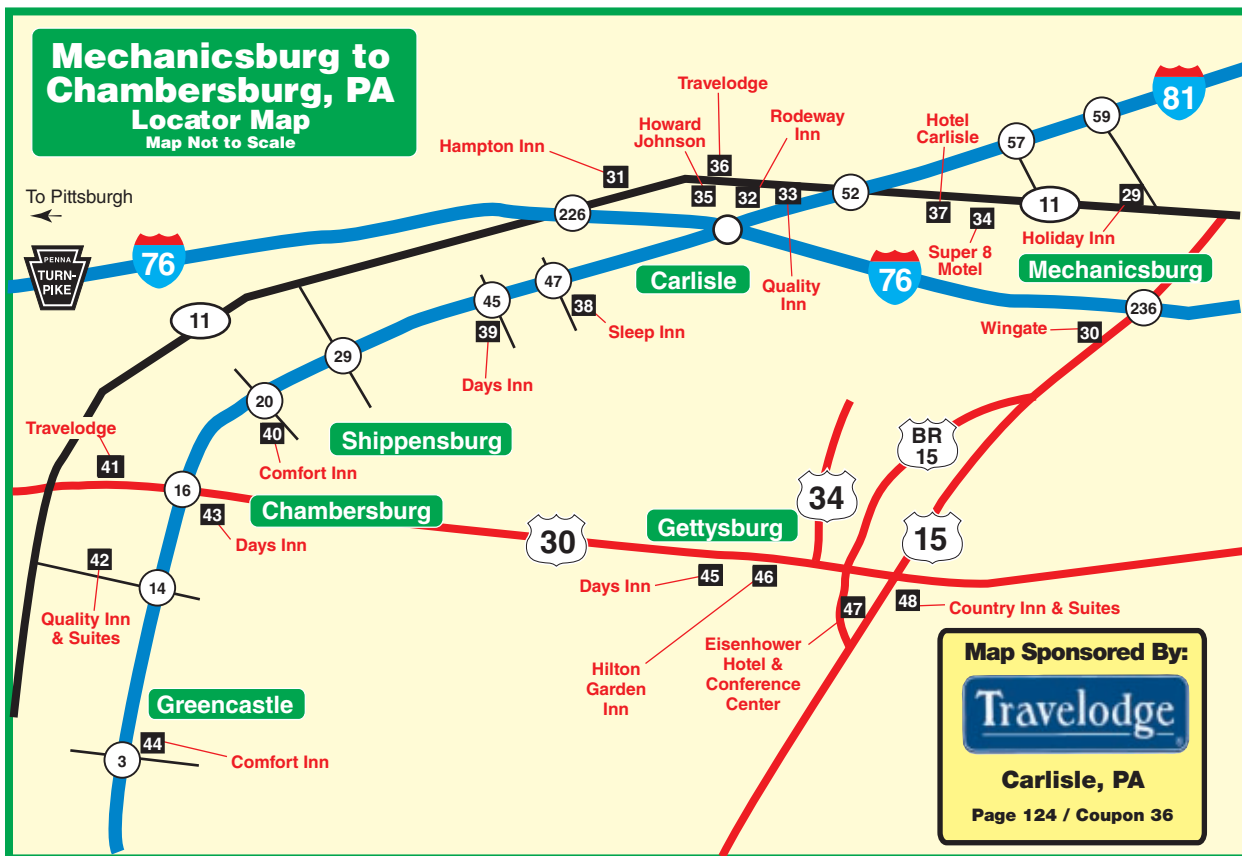 Mechanicsburg to
Chambersburg, PA
Locator Map
Map Not to Scale
To Pittsburgh
PENNA
TURN-
PIKE
76
11
Hampton Inn
31
226
Howard
Johnson
35
Travelodge
36
Rodeway
Inn
32
33
Quality
Inn
52
Hotel
Carlisle
37
34
Super 8
Motel
57
59
81
11
29
Holiday Inn
Mechanicsburg
Carlisle
76
236
Wingate
30
47
38
Sleep Inn
45
39
Days Inn
29
20
40
Comfort Inn
Shippensburg
Travelodge
41
16
43
Days Inn
Chambersburg
30
Gettysburg
34
BR
15
15
42
Quality Inn
& Suites
14
Days Inn
45
46
Hilton
Garden
Inn
47
Eisenhower
Hotel &
Conference
Center
48
Country Inn & Suites
Greencastle
3
44
Comfort Inn
Map Sponsored By:
Travelodge
®
Carlisle, PA
Page 124 / Coupon 36